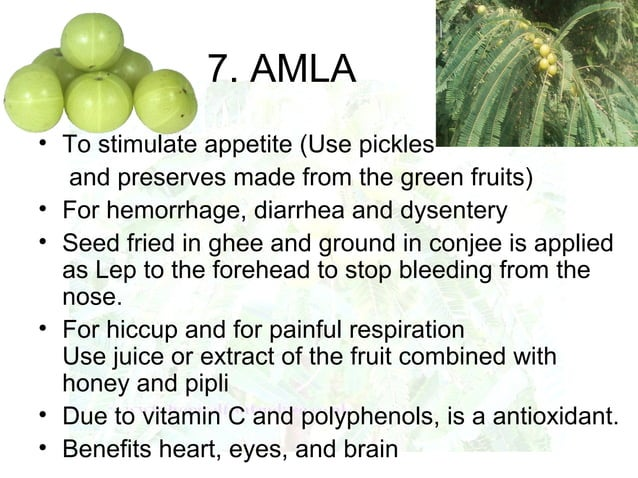 7. AMLA
• To stimulate appetite (Use pickles
and preserves made from the green fruits)
• For hemorrhage, diarrhea and dysentery
• Seed fried in ghee and ground in conjee is applied
as Lep to the forehead to stop bleeding from the
nose.
• For hiccup and for painful respiration
Use juice or extract of the fruit combined with
honey and pipli
• Due to vitamin C and polyphenols, is a antioxidant.
• Benefits heart, eyes, and brain